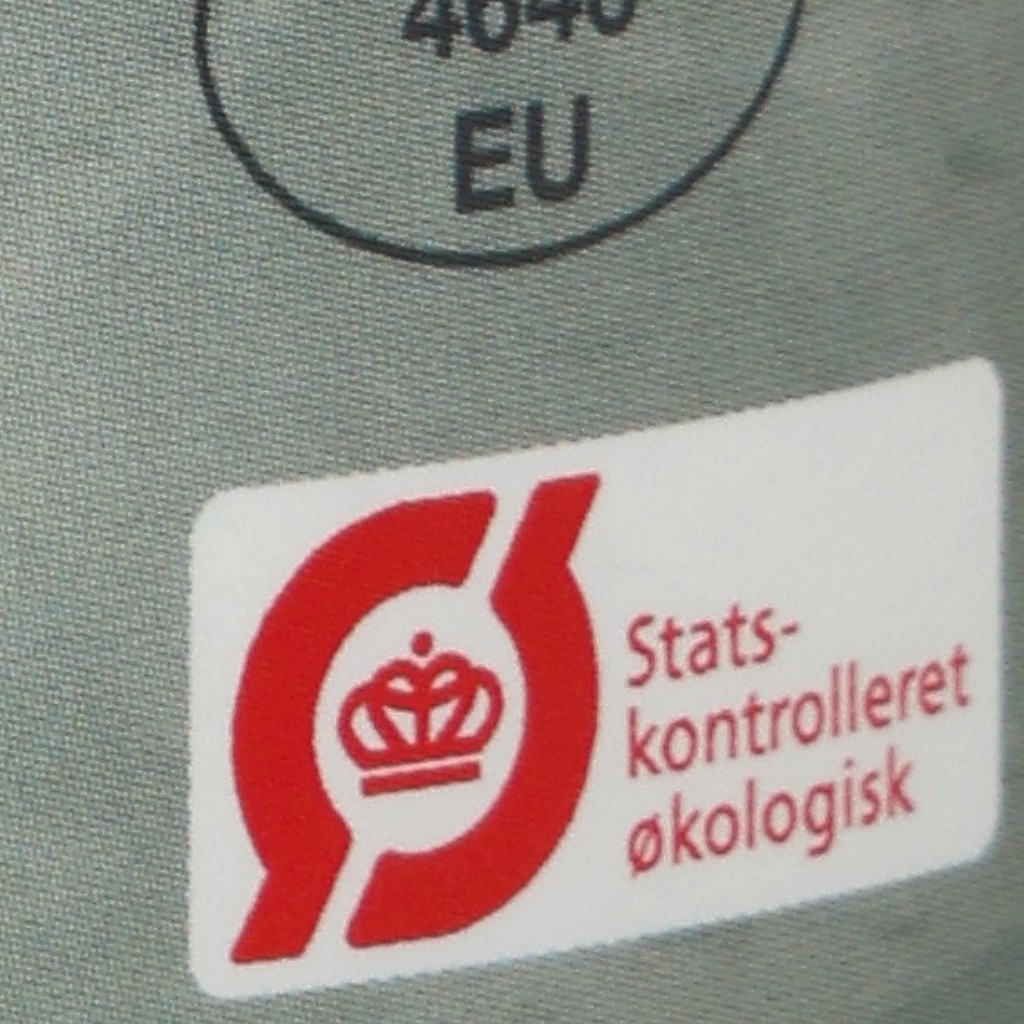 EU
Stats-
kontrolleret
økologisk